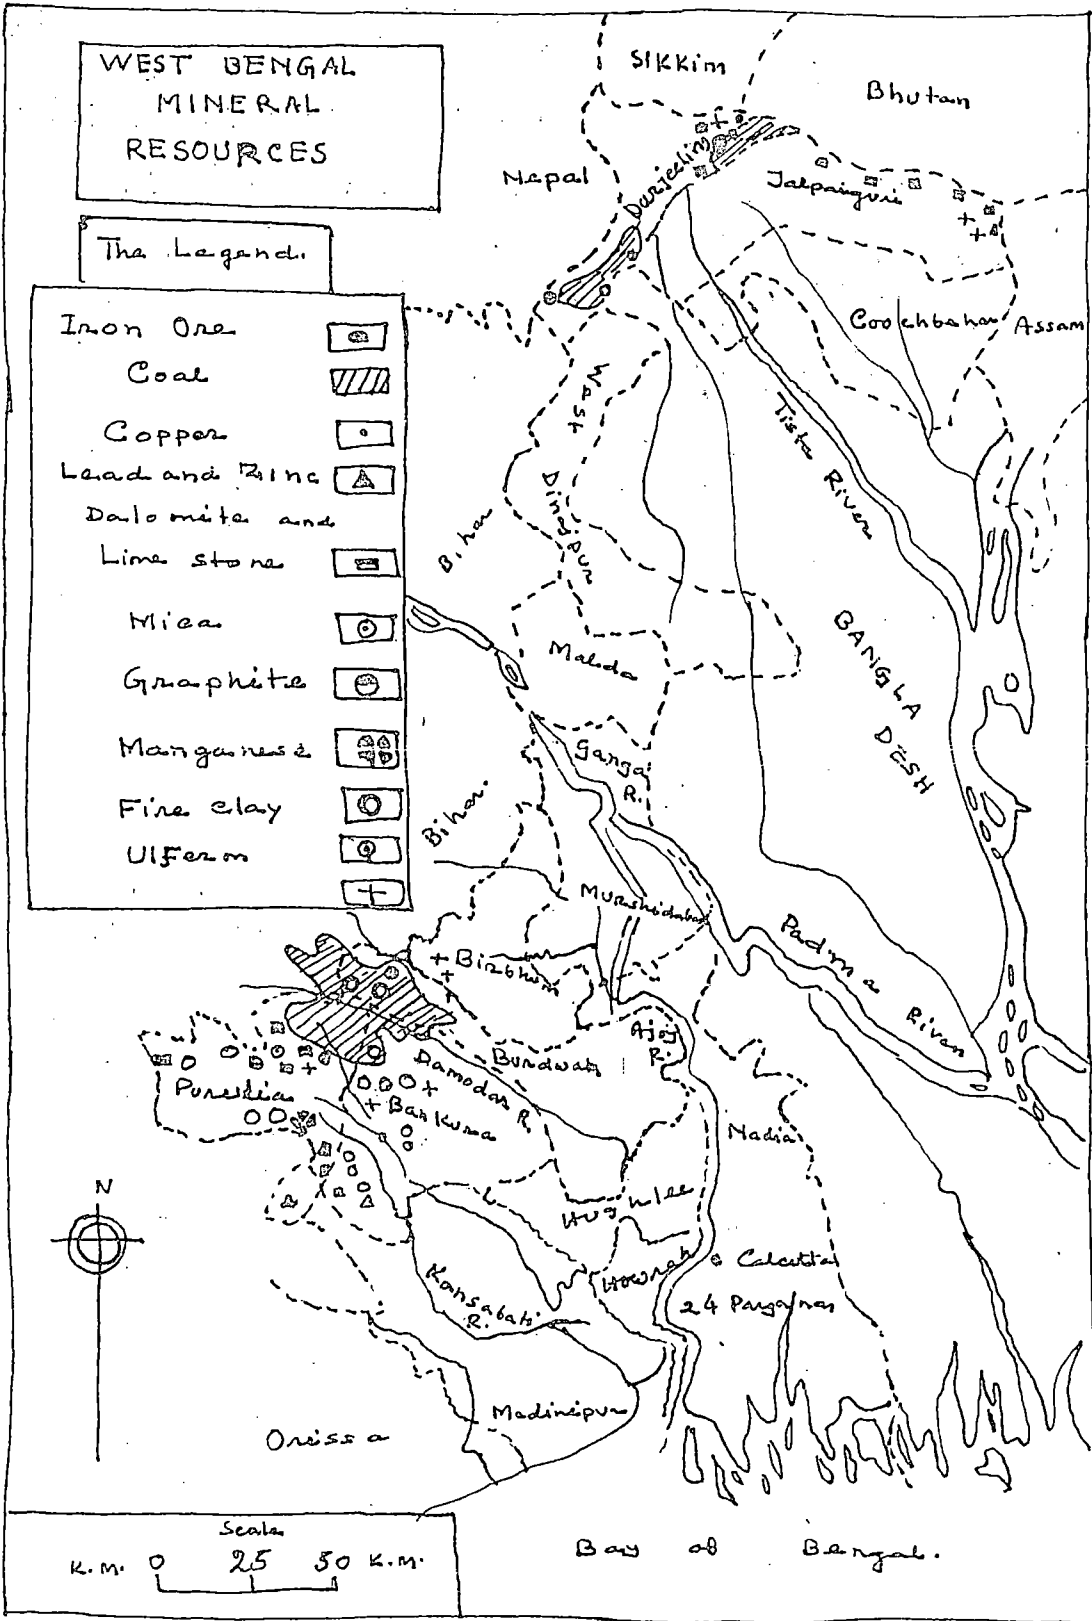 WEST BENGAL
MINERAL
RESOURCES
The Legend.
Iron Ore
Coal
Copper
Lead and Zinc
Dalomite and
Lime stone
Mica
Graphite
Manganese
Fire clay
Ulferm
Sikkim
Bhutan
Nepal
Darjeeling
Jalpaiguri
Coochbehar
Assam
West
Dinajpur
Tista River
Bihar
Malda
BANGLA
DESH
Ganga
R.
Bihar.
Murshidabad
Padma River
Birbhum
Ajoy
R.
Burdwan
Damodar R.
Purulia
Bankura
Nadia
N
Hughlee
Howrah
Calcutta
Kansabati
R.
24 Parganas
Madinipur
Orissa
Scale
K.M. 0 25 50 K.M.
Bay of Bengal.